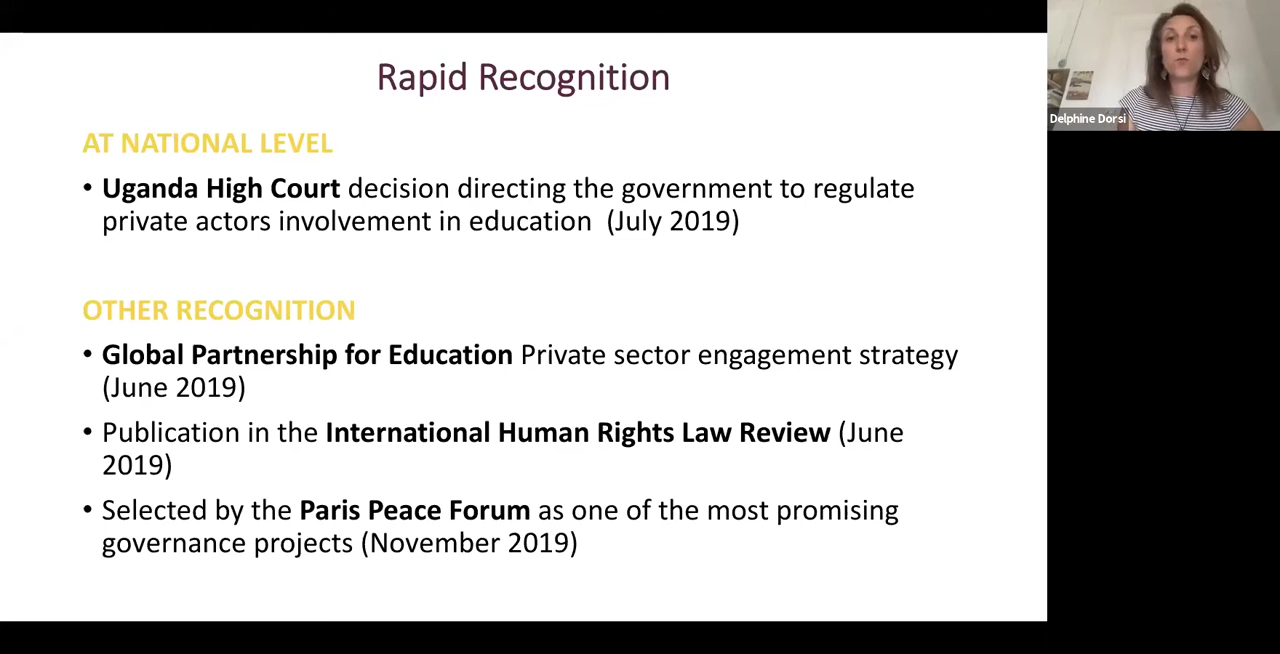 Rapid Recognition
AT NATIONAL LEVEL
• Uganda High Court decision directing the government to regulate
private actors involvement in education (July 2019)
OTHER RECOGNITION
• Global Partnership for Education Private sector engagement strategy
(June 2019)
• Publication in the International Human Rights Law Review (June
2019)
• Selected by the Paris Peace Forum as one of the most promising
governance projects (November 2019)
Delphine Dorsi